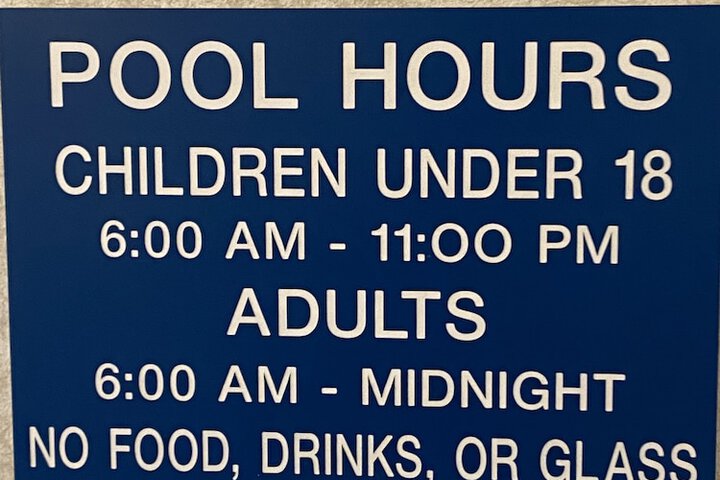 POOL HOURS
CHILDREN UNDER 18
6:00 AM - 11:00 PM
ADULTS
6:00 AM - MIDNIGHT
NO FOOD, DRINKS, OR GLASS